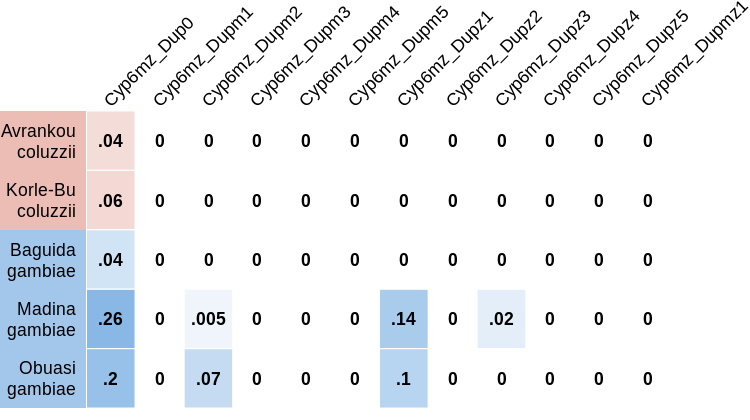 Cyp6mz_Dup0 Cyp6mz_Dupm1 Cyp6mz_Dupm2 Cyp6mz_Dupm3 Cyp6mz_Dupm4 Cyp6mz_Dupm5 Cyp6mz_Dupz1 Cyp6mz_Dupz2 Cyp6mz_Dupz3 Cyp6mz_Dupz4 Cyp6mz_Dupz5 Cyp6mz_Dupmz1
Avrankou
coluzzii
.04 0 0 0 0 0 0 0 0 0 0 0
Korle-Bu
coluzzii
.06 0 0 0 0 0 0 0 0 0 0 0
Baguida
gambiae
.04 0 0 0 0 0 0 0 0 0 0 0
Madina
gambiae
.26 0 .005 0 0 0 .14 0 .02 0 0 0
Obuasi
gambiae
.2 0 .07 0 0 0 .1 0 0 0 0 0